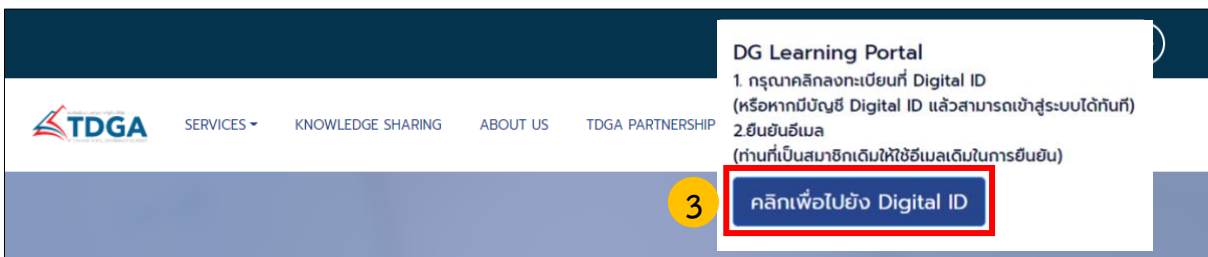 DG Learning Portal
1. กรุณาคลิกลงทะเบียนที่ Digital ID
(หรือหากมีบัญชี Digital ID แล้วสามารถเข้าสู่ระบบได้ทันที)
2.ยืนยันอีเมล
(ท่านที่เป็นสมาชิกเดิมให้ใช้อีเมลเดิมในการยืนยัน)
TDGA SERVICES KNOWLEDGE SHARING ABOUT US TDGA PARTNERSHIP
3 คลิกเพื่อไปยัง Digital ID